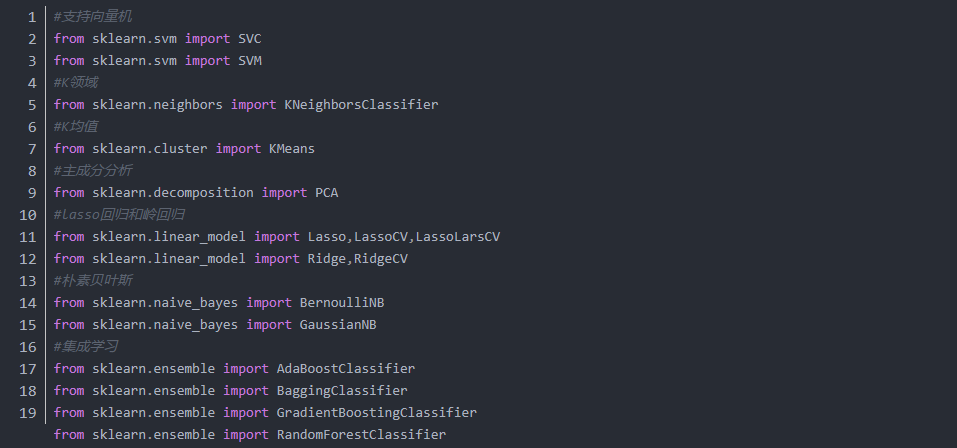 1 #支持向量机
2 from sklearn.svm import SVC
3 from sklearn.svm import SVM
4 #K领域
5 from sklearn.neighbors import KNeighborsClassifier
6 #K均值
7 from sklearn.cluster import KMeans
8 #主成分分析
9 from sklearn.decomposition import PCA
10 #lasso回归和岭回归
11 from sklearn.linear_model import Lasso,LassoCV,LassoLarsCV
12 from sklearn.linear_model import Ridge,RidgeCV
13 #朴素贝叶斯
14 from sklearn.naive_bayes import BernoulliNB
15 from sklearn.naive_bayes import GaussianNB
16 #集成学习
17 from sklearn.ensemble import AdaBoostClassifier
18 from sklearn.ensemble import BaggingClassifier
19 from sklearn.ensemble import GradientBoostingClassifier
from sklearn.ensemble import RandomForestClassifier